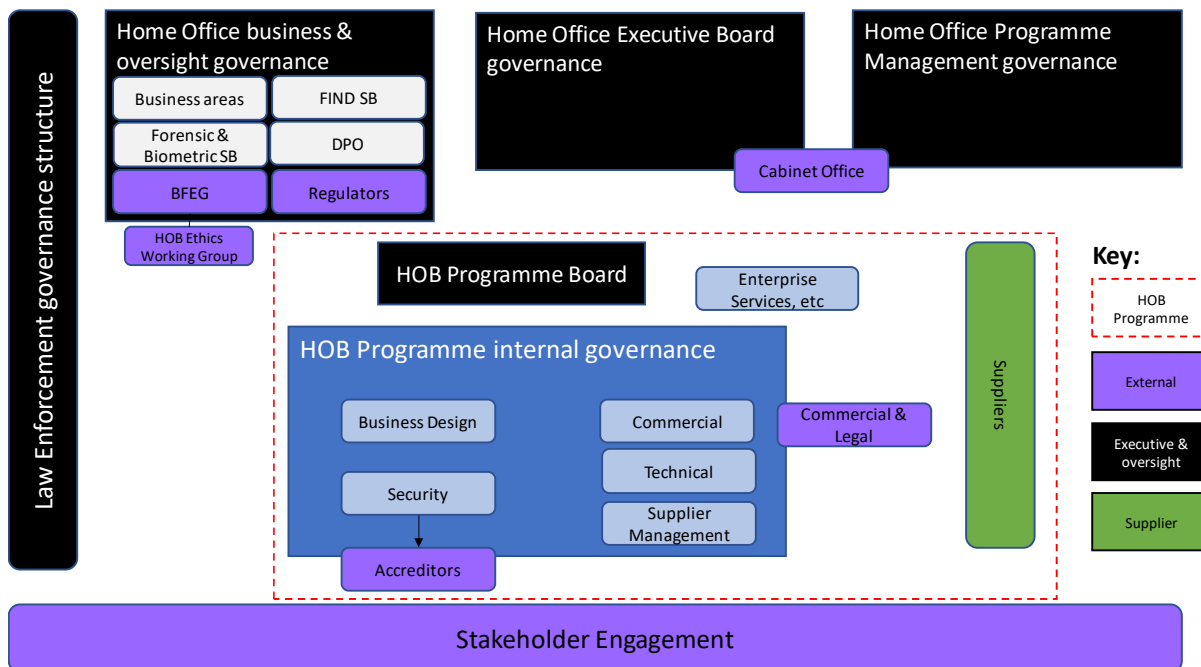 Law Enforcement governance structure
Home Office business &
oversight governance
Business areas
FIND SB
Forensic &
Biometric SB
DPO
BFEG
Regulators
HOB Ethics
Working Group
Home Office Executive Board
governance
Home Office Programme
Management governance
Cabinet Office
HOB Programme Board
Enterprise
Services, etc
HOB Programme internal governance
Business Design
Commercial
Commercial &
Legal
Technical
Security
Supplier
Management
Accreditors
Suppliers
Key:
HOB
Programme
External
Executive &
oversight
Supplier
Stakeholder Engagement